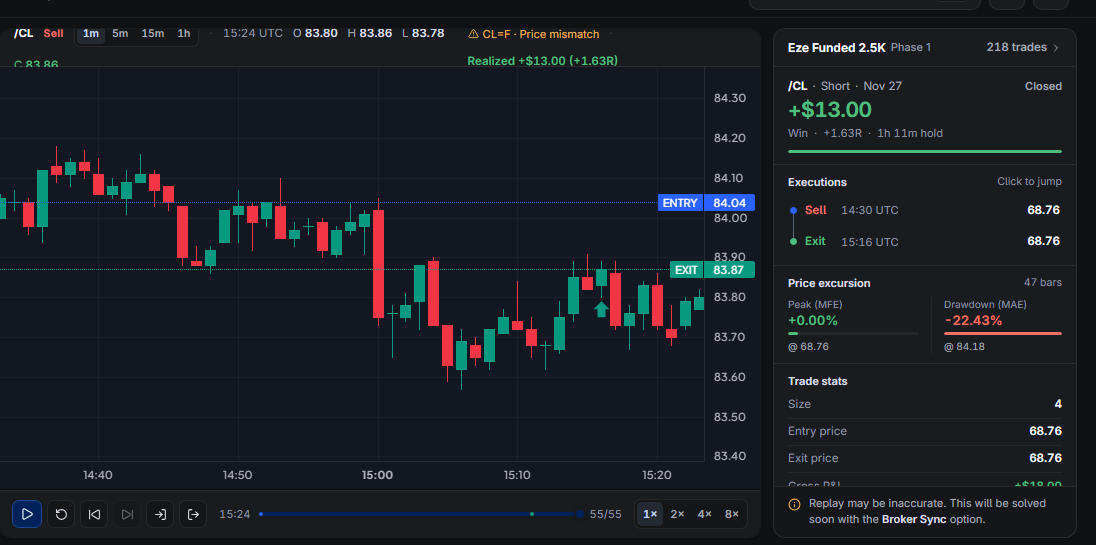 /CL Sell 1m 5m 15m 1h · 15:24 UTC O 83.80 H 83.86 L 83.78 CL=F · Price mismatch ·
C 83.86 Realized +$13.00 (+1.63R)
84.30
84.20
84.10
ENTRY 84.04
84.00
83.90
EXIT 83.87
83.80
83.70
83.60
83.50
83.40
14:40 14:50 15:00 15:10 15:20
15:24 55/55 1× 2× 4× 8×
Eze Funded 2.5K Phase 1 218 trades
/CL · Short · Nov 27 Closed
+$13.00
Win · +1.63R · 1h 11m hold
Executions Click to jump
Sell 14:30 UTC 68.76
Exit 15:16 UTC 68.76
Price excursion 47 bars
Peak (MFE) Drawdown (MAE)
+0.00% -22.43%
@ 68.76 @ 84.18
Trade stats
Size 4
Entry price 68.76
Exit price 68.76
Gross P&L +$18.00
Replay may be inaccurate. This will be solved
soon with the Broker Sync option.